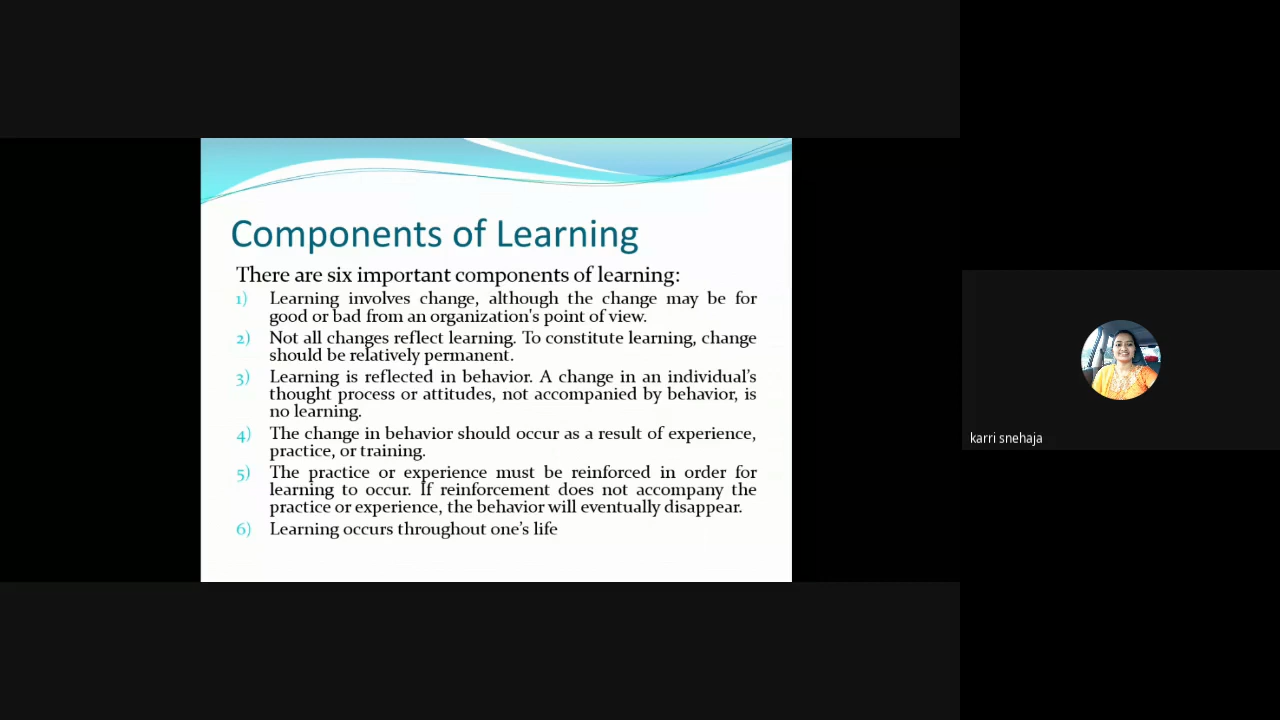 Components of Learning
There are six important components of learning:
1) Learning involves change, although the change may be for
good or bad from an organization's point of view.
2) Not all changes reflect learning. To constitute learning, change
should be relatively permanent.
3) Learning is reflected in behavior. A change in an individual's
thought process or attitudes, not accompanied by behavior, is
no learning.
4) The change in behavior should occur as a result of experience,
practice, or training.
5) The practice or experience must be reinforced in order for
learning to occur. If reinforcement does not accompany the
practice or experience, the behavior will eventually disappear.
6) Learning occurs throughout one's life
karri snehaja